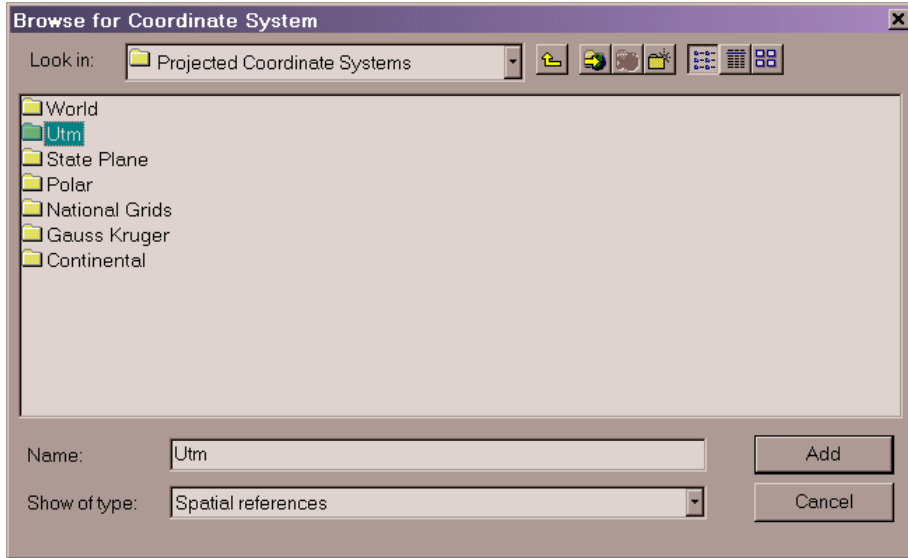 Browse for Coordinate System
Look in: Projected Coordinate Systems
World
Utm
State Plane
Polar
National Grids
Gauss Kruger
Continental
Name: Utm Add
Show of type: Spatial references Cancel